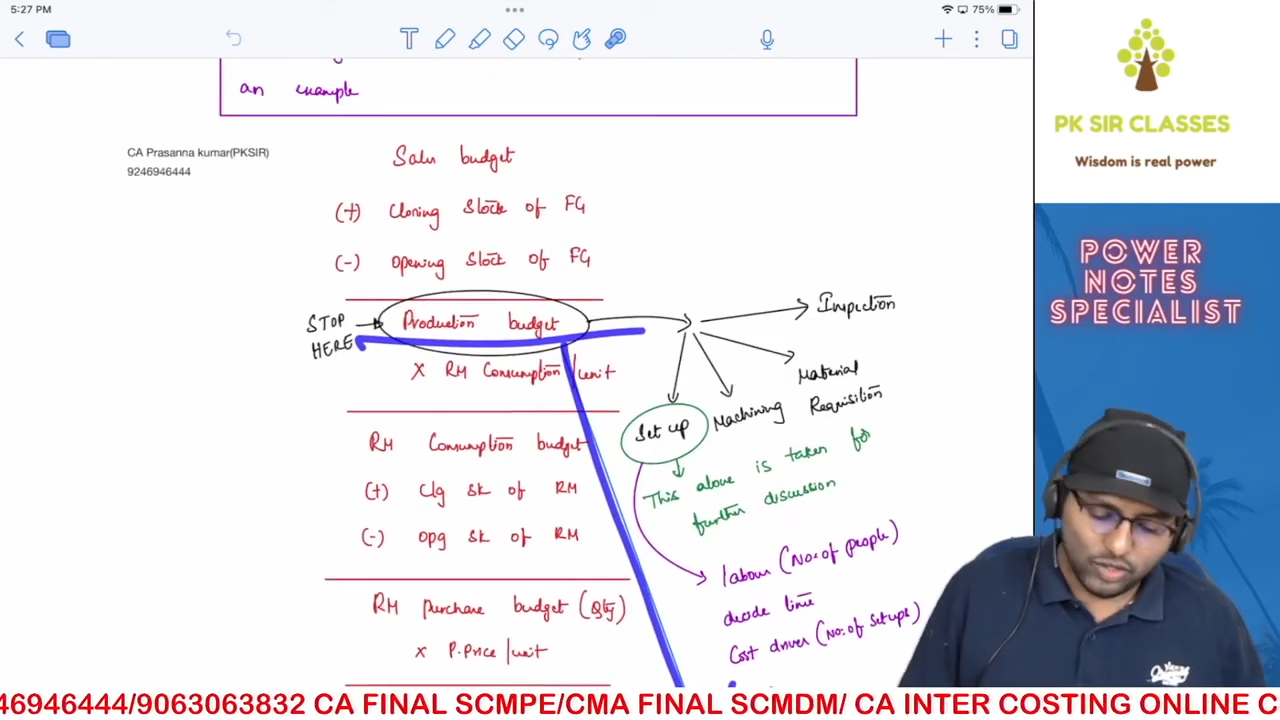 5:27 PM
75%
an example
CA Prasanna kumar(PKSIR)
9246946444
Sales budget
(+) Closing Stock of FG
(-) Opening Stock of FG
STOP HERE
Production budget
Inspection
Material Requisition
Machining
Set up
X RM Consumption/unit
This above is taken for
further discussion
RM Consumption budget
(+) Clg Sk of RM
(-) Opg Sk of RM
labour (No. of people)
decide time
Cost driver (No. of setups)
RM Purchase budget (Qty)
x P.Price/unit
PK SIR CLASSES
Wisdom is real power
POWER
NOTES
SPECIALIST
46946444/9063063832 CA FINAL SCMPE/CMA FINAL SCMDM/ CA INTER COSTING ONLINE C